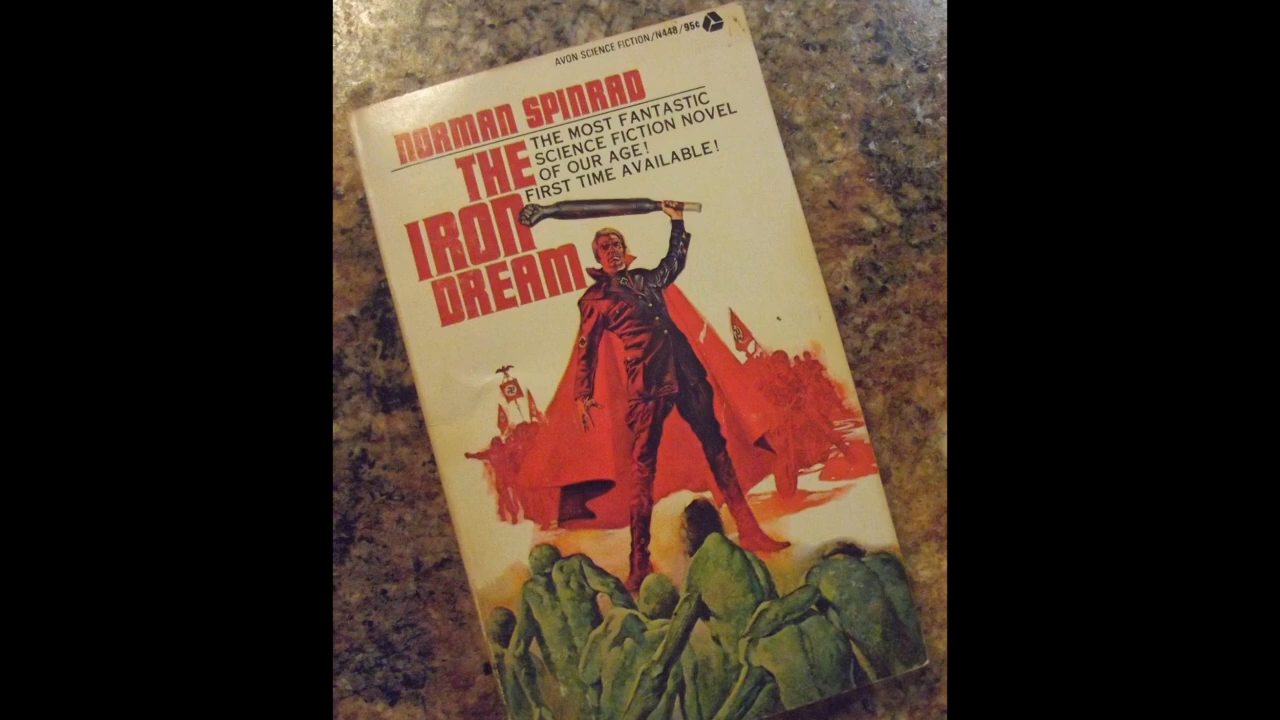 AVON SCIENCE FICTION/N448/95¢
NORMAN SPINRAD
THE
IRON
DREAM
THE MOST FANTASTIC
SCIENCE FICTION NOVEL
OF OUR AGE!
FIRST TIME AVAILABLE!